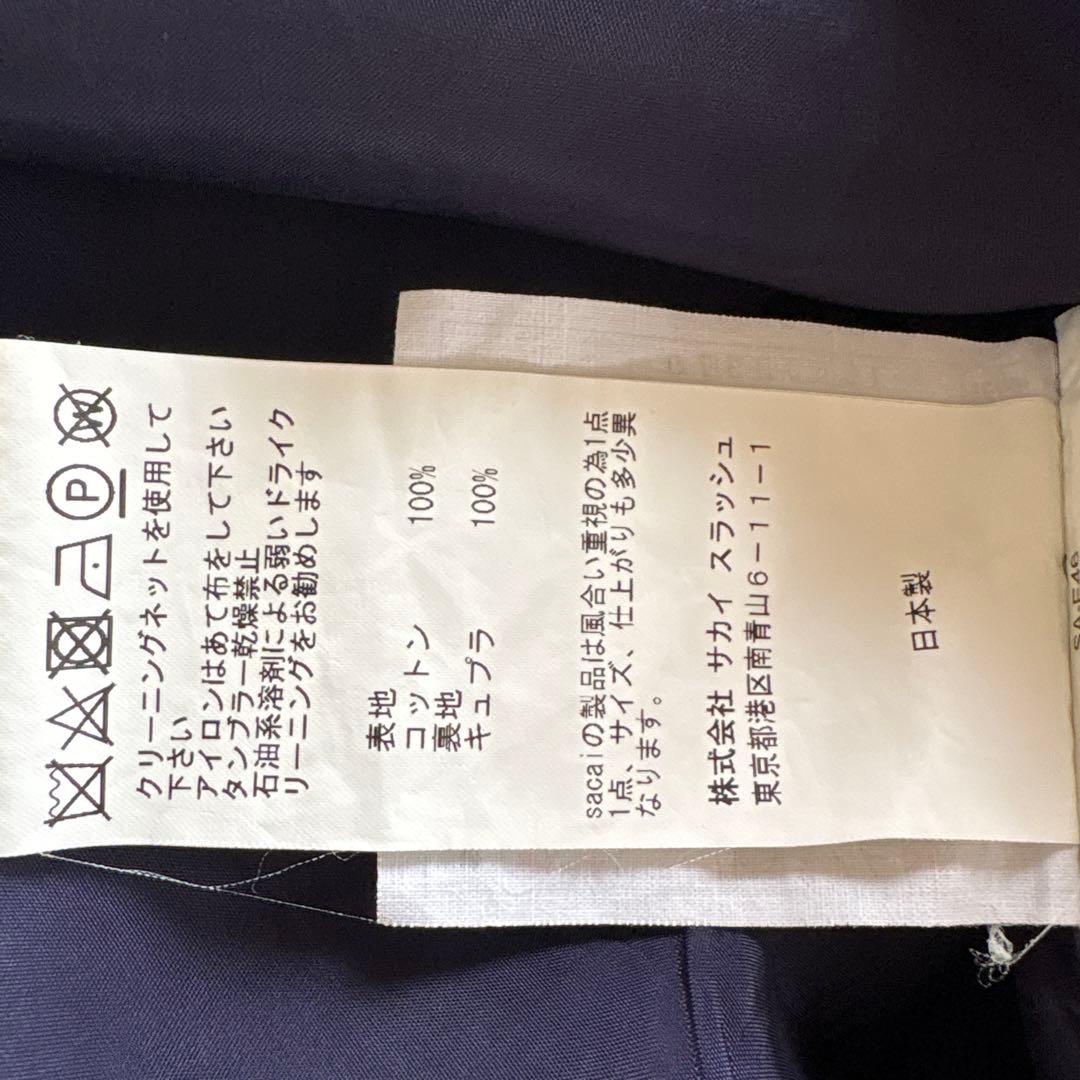 P
W
クリーニングネットを使用して
下さい
アイロンはあて布をして下さい
タンブラー乾燥禁止
石油系溶剤による弱いドライク
リーニングをお勧めします
表地
コットン 100%
裏地
キュプラ 100%
sacaiの製品は風合い重視の為1点
1点、サイズ、仕上がりも多少異
なります。
株式会社 サカイ スラッシュ
東京都港区南青山6-11-1
日本製